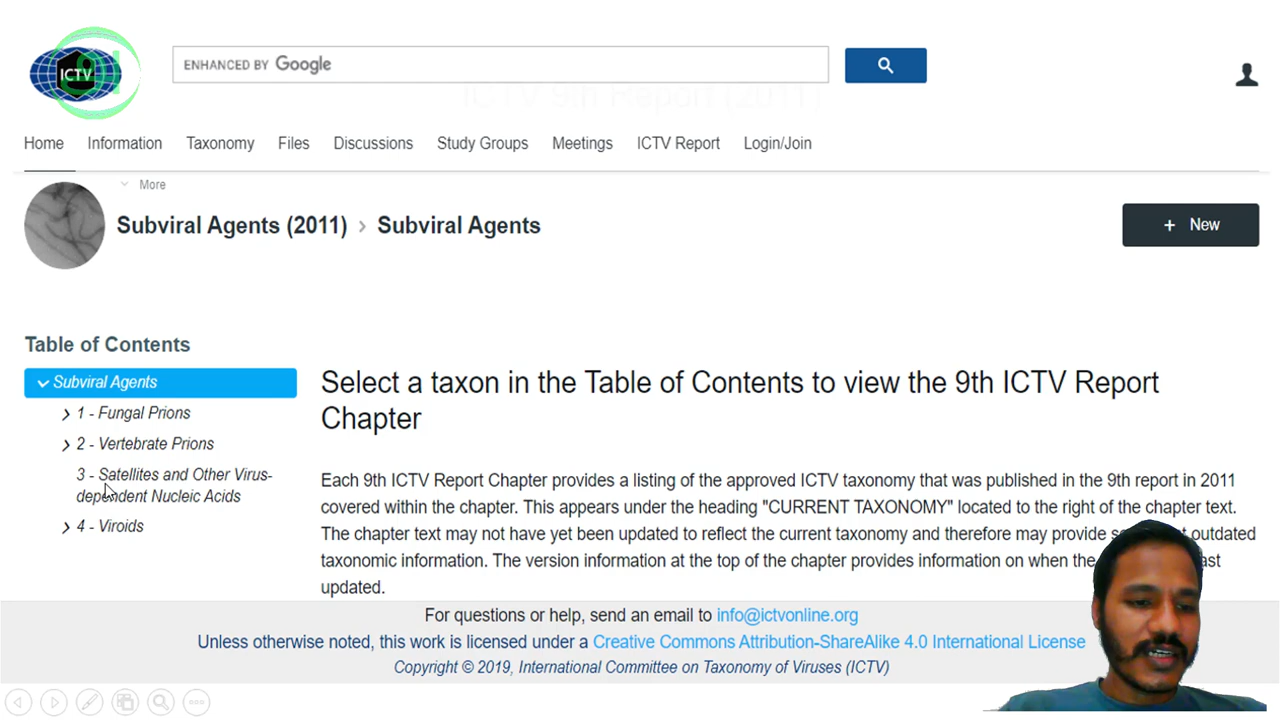 ICTV
ENHANCED BY Google
ICTV 9th Report (2011)
Home Information Taxonomy Files Discussions Study Groups Meetings ICTV Report Login/Join
More
Subviral Agents (2011) › Subviral Agents
+ New
Table of Contents
Subviral Agents
1 - Fungal Prions
2 - Vertebrate Prions
3 - Satellites and Other Virus-
dependent Nucleic Acids
4 - Viroids
Select a taxon in the Table of Contents to view the 9th ICTV Report
Chapter
Each 9th ICTV Report Chapter provides a listing of the approved ICTV taxonomy that was published in the 9th report in 2011
covered within the chapter. This appears under the heading "CURRENT TAXONOMY" located to the right of the chapter text.
The chapter text may not have yet been updated to reflect the current taxonomy and therefore may provide outdated
taxonomic information. The version information at the top of the chapter provides information on when the
updated.
For questions or help, send an email to info@ictvonline.org
Unless otherwise noted, this work is licensed under a Creative Commons Attribution-ShareAlike 4.0 International License
Copyright © 2019, International Committee on Taxonomy of Viruses (ICTV)